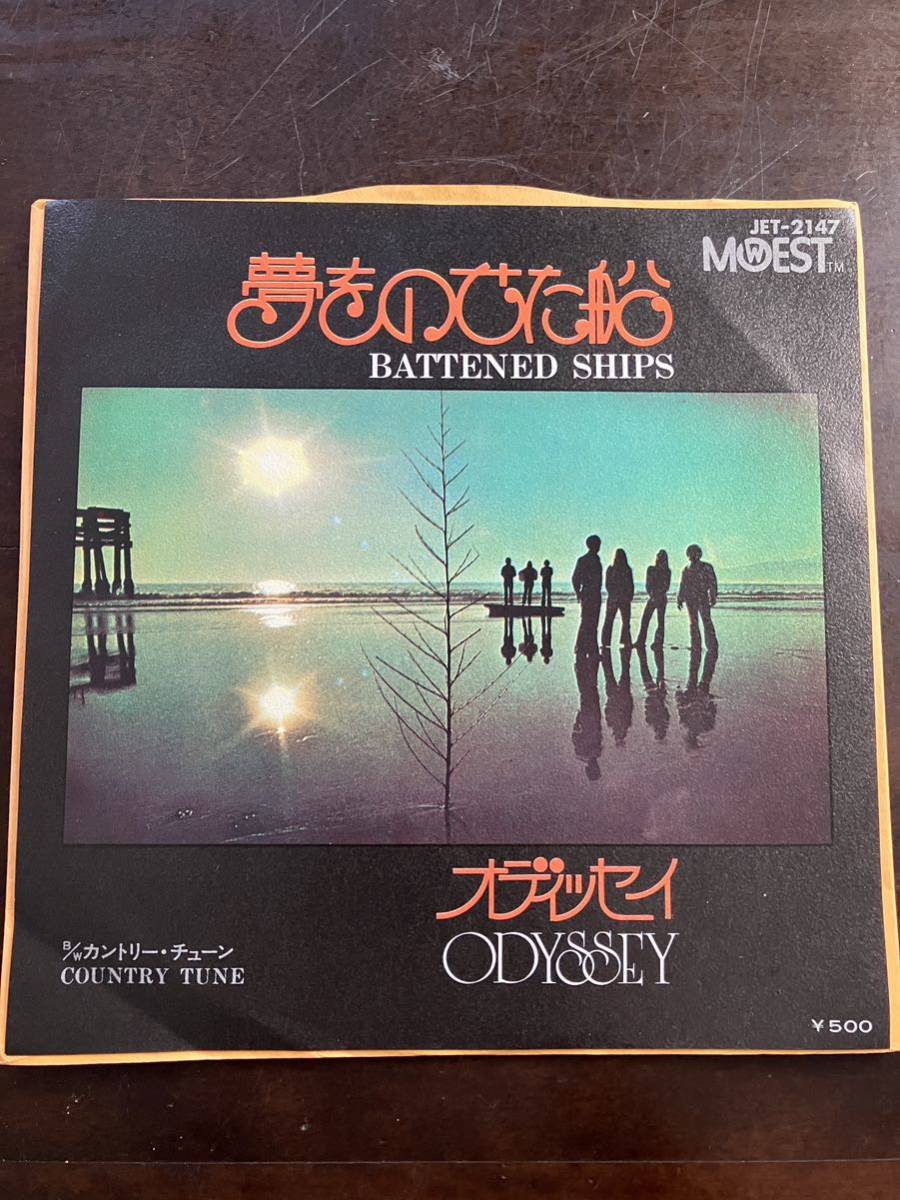 JET-2147
MOWEST TM
夢をのせた船
BATTENED SHIPS
オディッセイ
ODYSSEY
B/W カントリー・チューン
COUNTRY TUNE
¥500